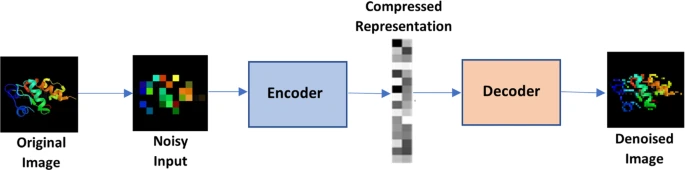 Compressed
Representation
Encoder
Decoder
Original
Image
Noisy
Input
Denoised
Image